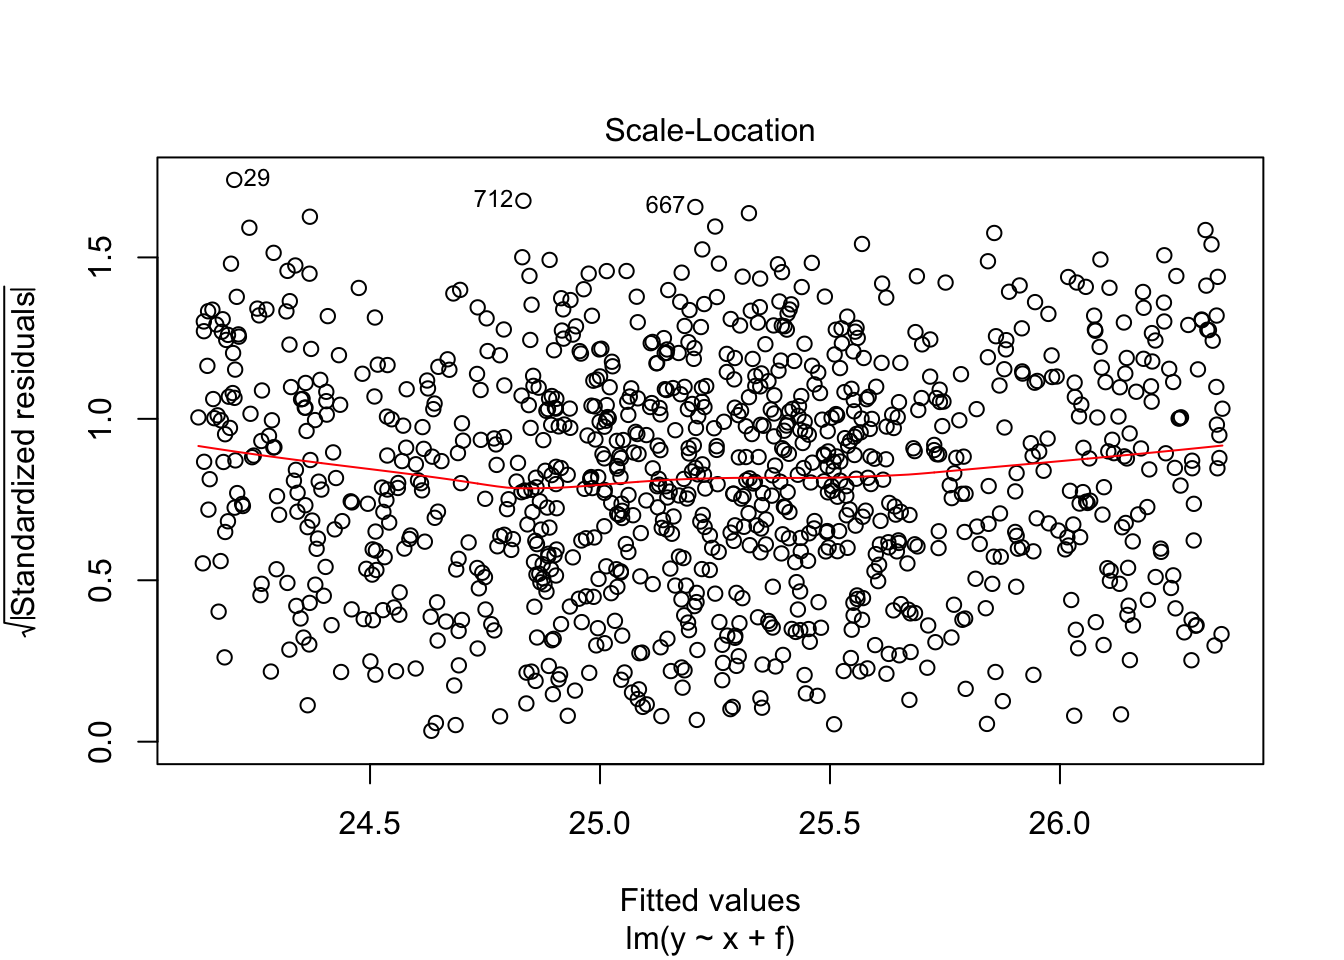 Scale-Location
29
712
667
√|Standardized residuals|
1.5
1.0
0.5
0.0
24.5 25.0 25.5 26.0
Fitted values
lm(y ~ x + f)